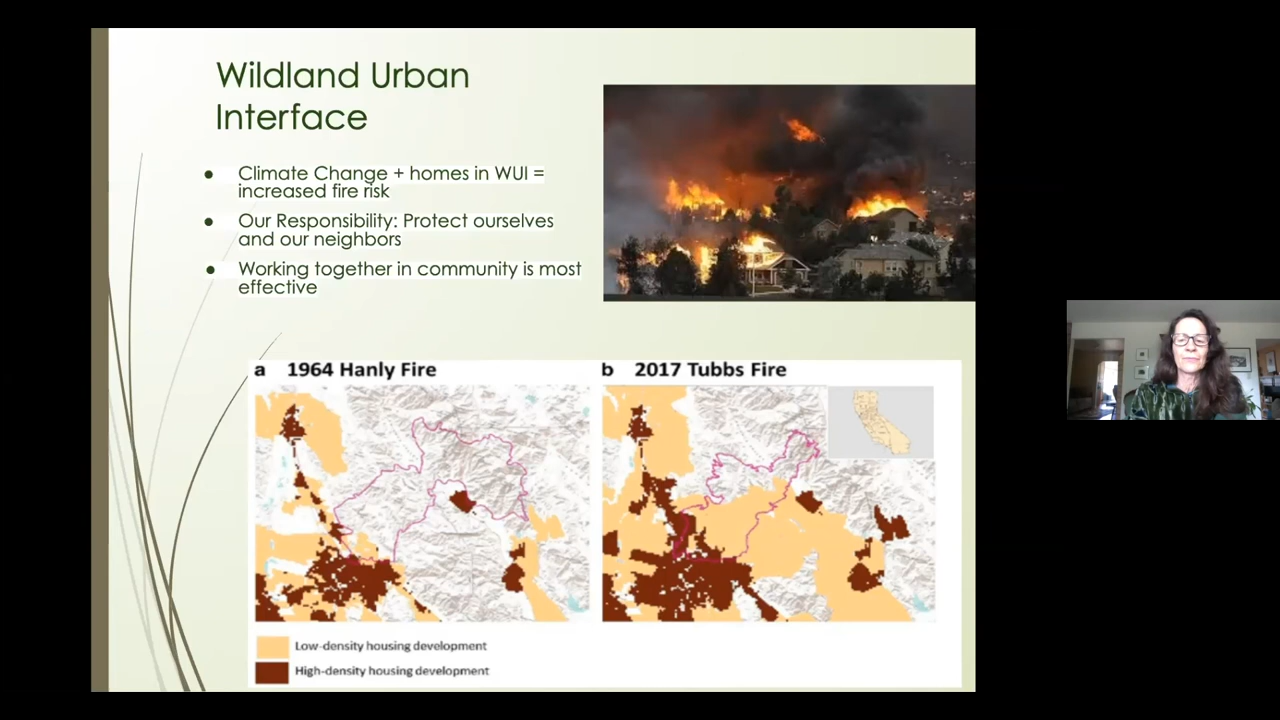 Wildland Urban
Interface
● Climate Change + homes in WUI =
increased fire risk
● Our Responsibility: Protect ourselves
and our neighbors
● Working together in community is most
effective
a 1964 Hanly Fire
b 2017 Tubbs Fire
Low-density housing development
High-density housing development